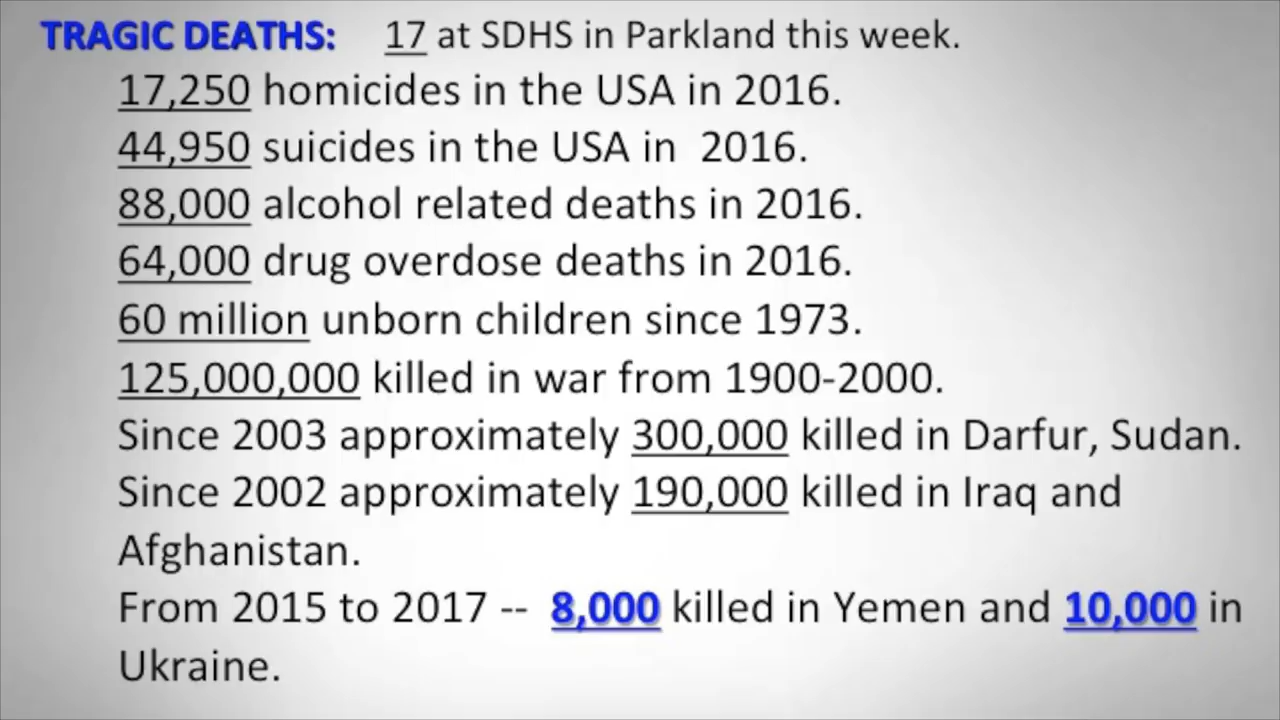 TRAGIC DEATHS: 17 at SDHS in Parkland this week.
17,250 homicides in the USA in 2016.
44,950 suicides in the USA in  2016.
88,000 alcohol related deaths in 2016.
64,000 drug overdose deaths in 2016.
60 million unborn children since 1973.
125,000,000 killed in war from 1900-2000.
Since 2003 approximately 300,000 killed in Darfur, Sudan.
Since 2002 approximately 190,000 killed in Iraq and
Afghanistan.
From 2015 to 2017 --  8,000 killed in Yemen and 10,000 in
Ukraine.